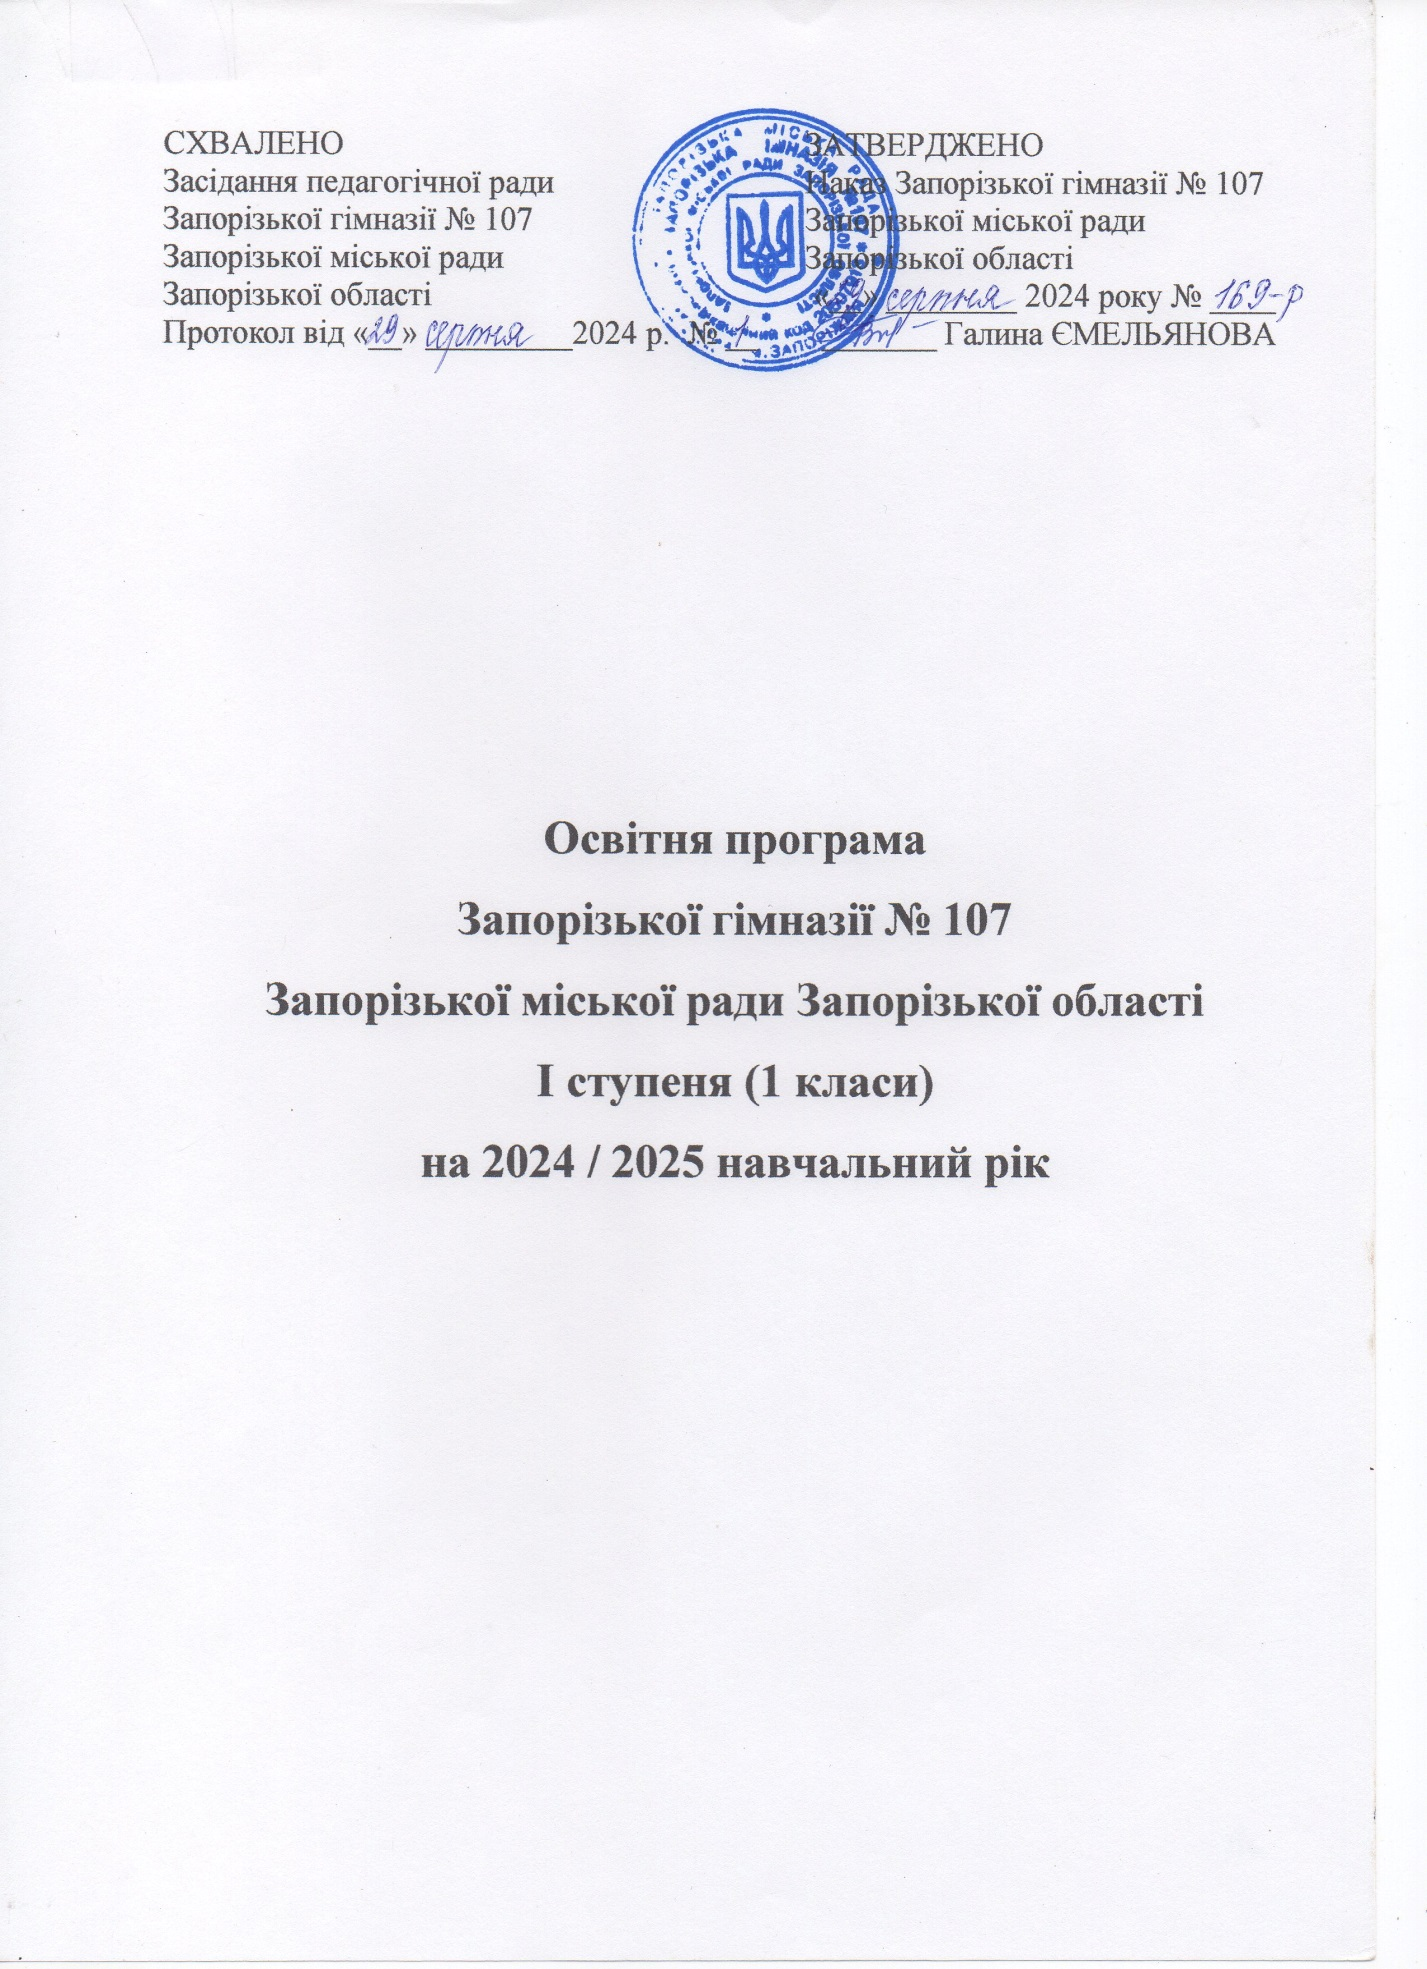 СХВАЛЕНО
Засідання педагогічної ради
Запорізької гімназії № 107
Запорізької міської ради
Запорізької області
Протокол від «29» серпня 2024 р. № 1
ЗАТВЕРДЖЕНО
Наказ Запорізької гімназії № 107
Запорізької міської ради
Запорізької області
«29» серпня 2024 року № 169-р
Галина ЄМЕЛЬЯНОВА
Освітня програма
Запорізької гімназії № 107
Запорізької міської ради Запорізької області
І ступеня (1 класи)
на 2024 / 2025 навчальний рік